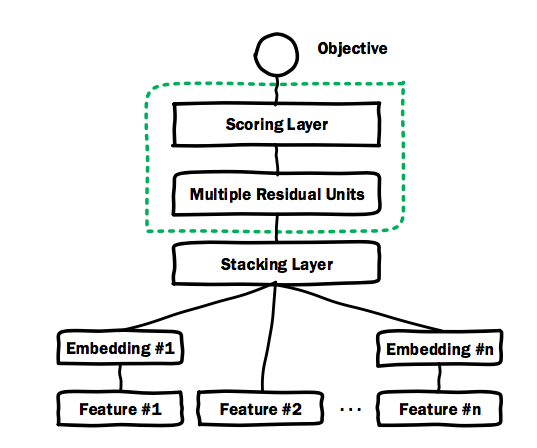 Objective
Scoring Layer
Multiple Residual Units
Stacking Layer
Embedding #1
Embedding #n
Feature #1
Feature #2
...
Feature #n